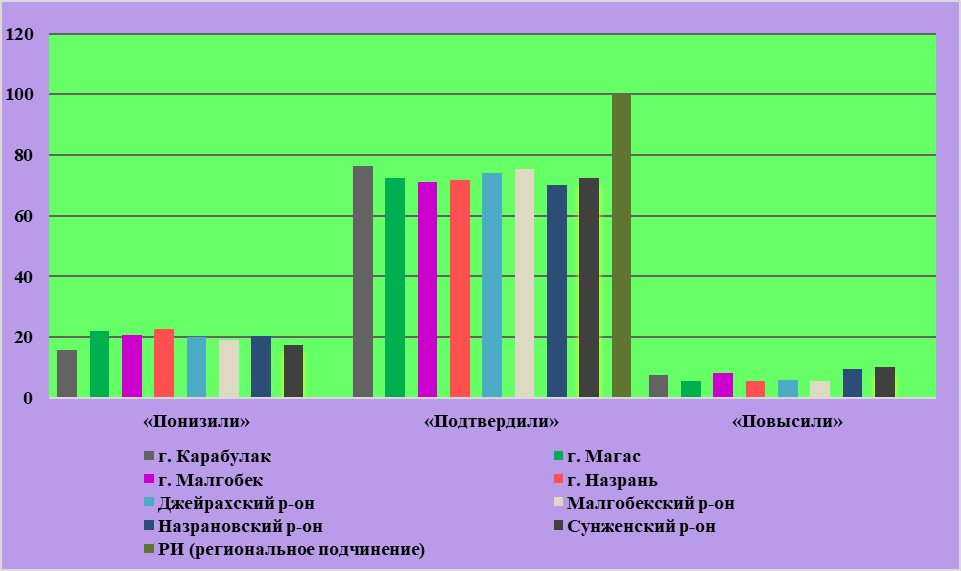 120
100
80
60
40
20
0
«Понизили» «Подтвердили» «Повысили»
г. Карабулак г. Магас
г. Малгобек г. Назрань
Джейрахский р-он Малгобекский р-он
Назрановский р-он Сунженский р-он
РИ (региональное подчинение)